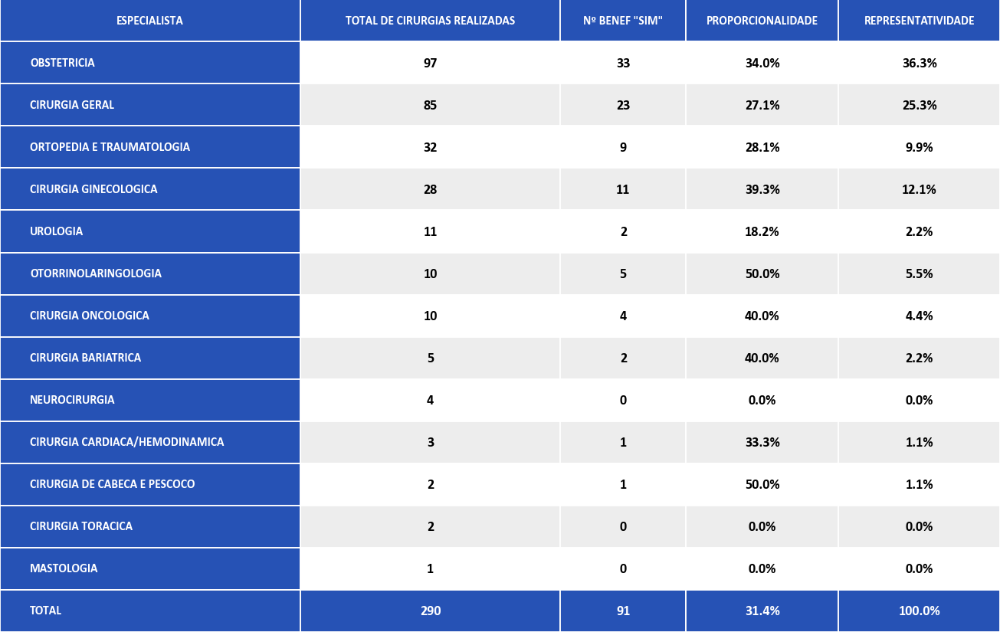 ESPECIALISTA TOTAL DE CIRURGIAS REALIZADAS Nº BENEF "SIM" PROPORCIONALIDADE REPRESENTATIVIDADE
OBSTETRICIA 97 33 34.0% 36.3%
CIRURGIA GERAL 85 23 27.1% 25.3%
ORTOPEDIA E TRAUMATOLOGIA 32 9 28.1% 9.9%
CIRURGIA GINECOLOGICA 28 11 39.3% 12.1%
UROLOGIA 11 2 18.2% 2.2%
OTORRINOLARINGOLOGIA 10 5 50.0% 5.5%
CIRURGIA ONCOLOGICA 10 4 40.0% 4.4%
CIRURGIA BARIATRICA 5 2 40.0% 2.2%
NEUROCIRURGIA 4 0 0.0% 0.0%
CIRURGIA CARDIACA/HEMODINAMICA 3 1 33.3% 1.1%
CIRURGIA DE CABECA E PESCOCO 2 1 50.0% 1.1%
CIRURGIA TORACICA 2 0 0.0% 0.0%
MASTOLOGIA 1 0 0.0% 0.0%
TOTAL 290 91 31.4% 100.0%